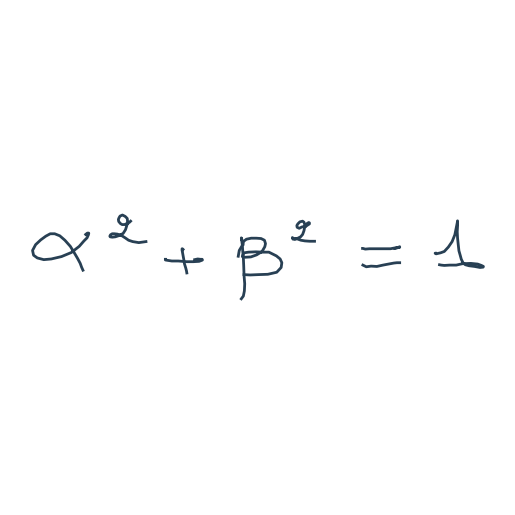 α² + β² = 1